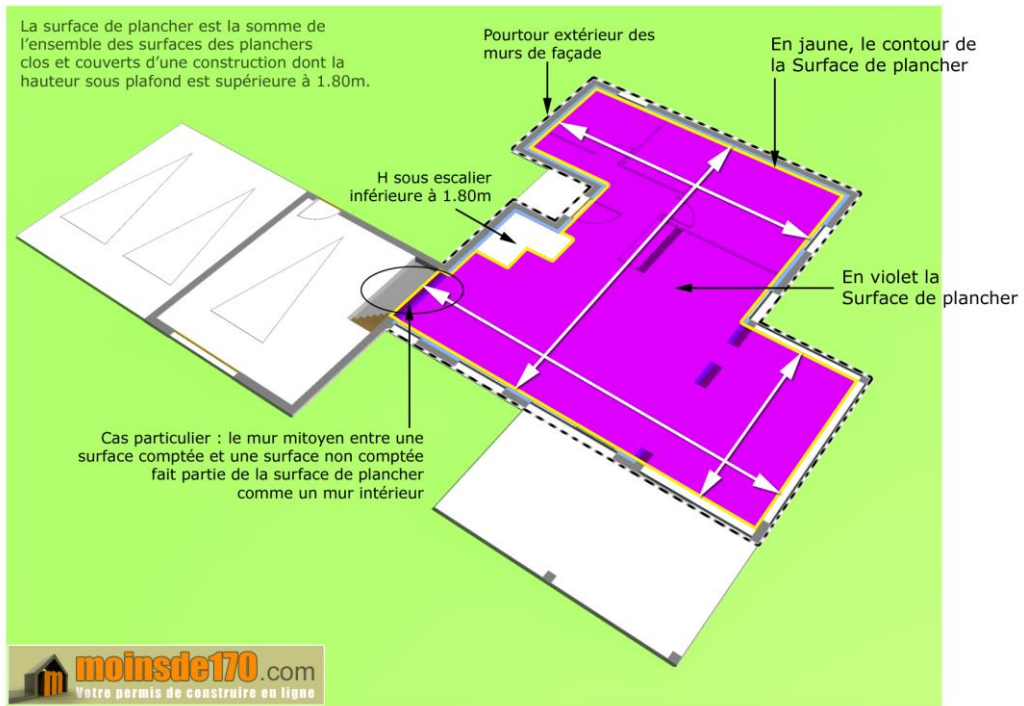 La surface de plancher est la somme de
l'ensemble des surfaces des planchers
clos et couverts d'une construction dont la
hauteur sous plafond est supérieure à 1.80m.
Pourtour extérieur des
murs de façade
En jaune, le contour de
la Surface de plancher
H sous escalier
inférieure à 1.80m
En violet la
Surface de plancher
Cas particulier : le mur mitoyen entre une
surface comptée et une surface non comptée
fait partie de la surface de plancher
comme un mur intérieur
moinsde170.com
Votre permis de construire en ligne